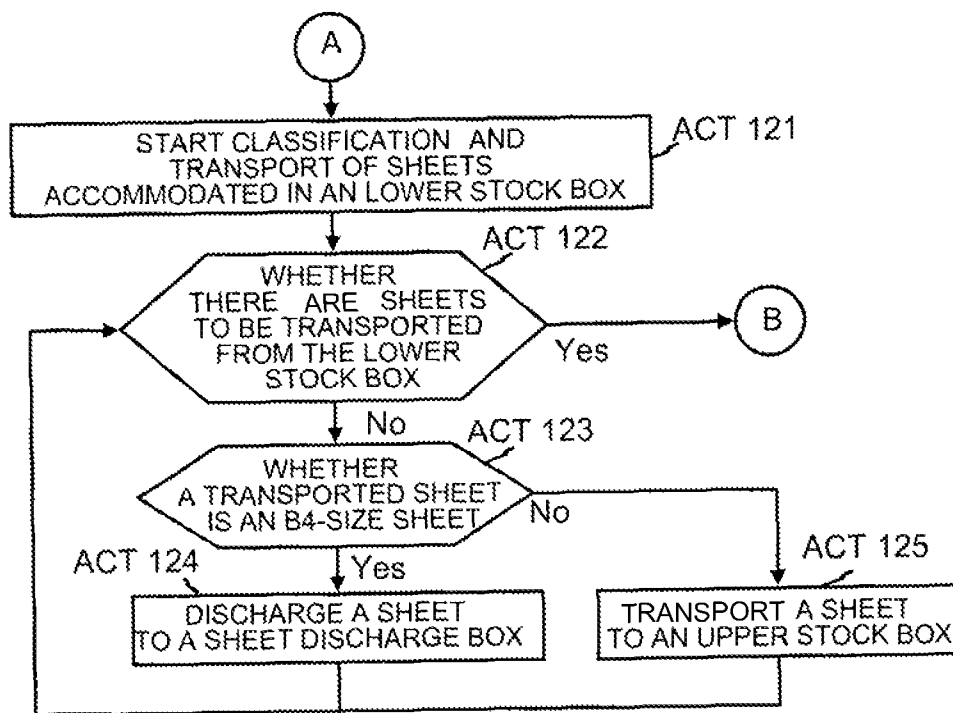 A
START CLASSIFICATION AND
TRANSPORT OF SHEETS
ACCOMMODATED IN AN LOWER STOCK BOX
ACT 121
ACT 122
WHETHER
THERE ARE SHEETS
TO BE TRANSPORTED
FROM THE LOWER
STOCK BOX
Yes
B
No
ACT 123
WHETHER
A TRANSPORTED SHEET
IS AN B4-SIZE SHEET
No
Yes
ACT 124
DISCHARGE A SHEET
TO A SHEET DISCHARGE BOX
ACT 125
TRANSPORT A SHEET
TO AN UPPER STOCK BOX